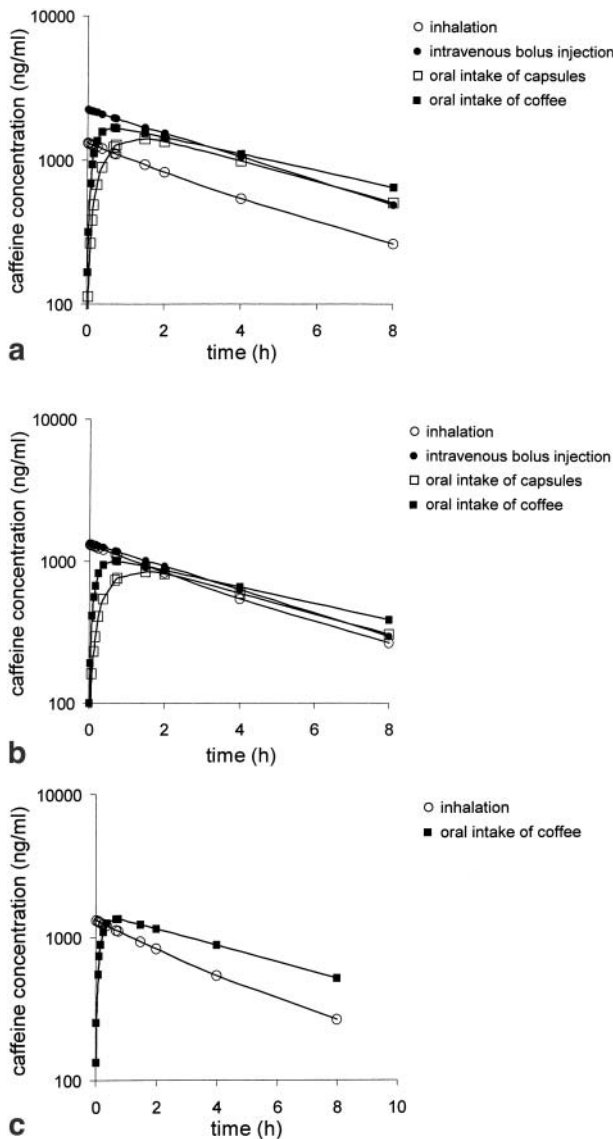 10000
1000
100
caffeine concentration (ng/ml)
0 2 4 6 8
time (h)
inhalation
intravenous bolus injection
oral intake of capsules
oral intake of coffee
a
10000
1000
100
caffeine concentration (ng/ml)
0 2 4 6 8
time (h)
inhalation
intravenous bolus injection
oral intake of capsules
oral intake of coffee
b
10000
1000
100
caffeine concentration (ng/ml)
0 2 4 6 8 10
time (h)
inhalation
oral intake of coffee
c